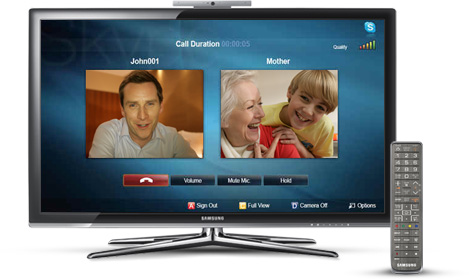 SKYPE
Call Duration 00:00:05
Quality
John001
Mother
Volume
Mute Mic.
Hold
A Sign Out
Full View
D Camera Off
Options
SAMSUNG
SAMSUNG